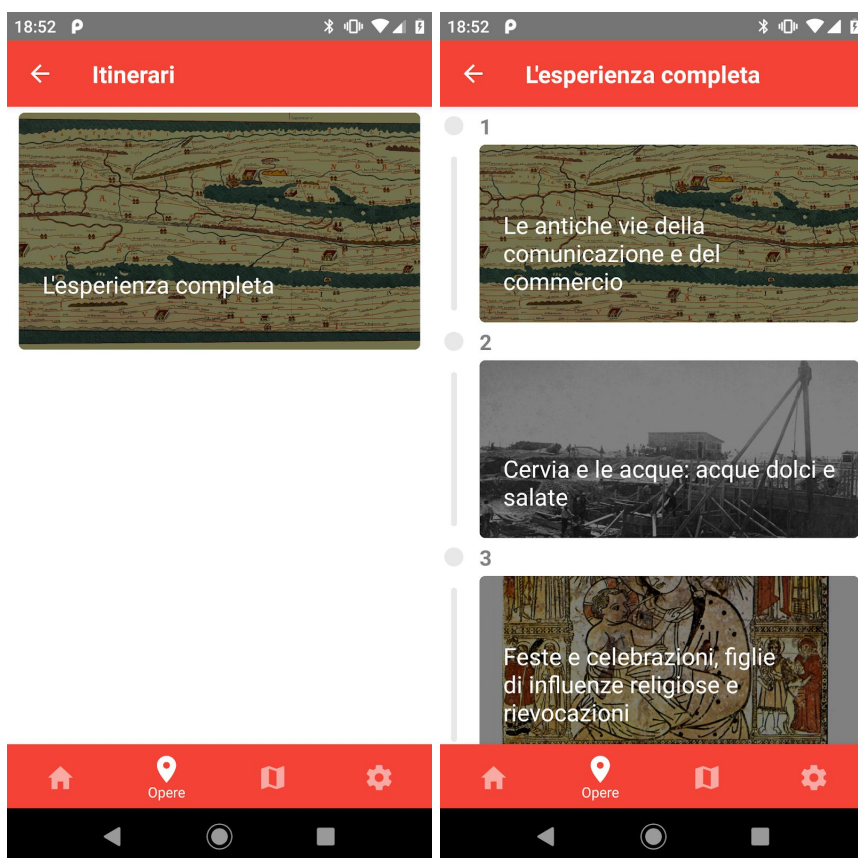 18:52
Itinerari
L'esperienza completa
Opere
18:52
L'esperienza completa
1
Le antiche vie della
comunicazione e del
commercio
2
Cervia e le acque: acque dolci e
salate
3
Feste e celebrazioni, figlie
di influenze religiose e
rievocazioni
Opere